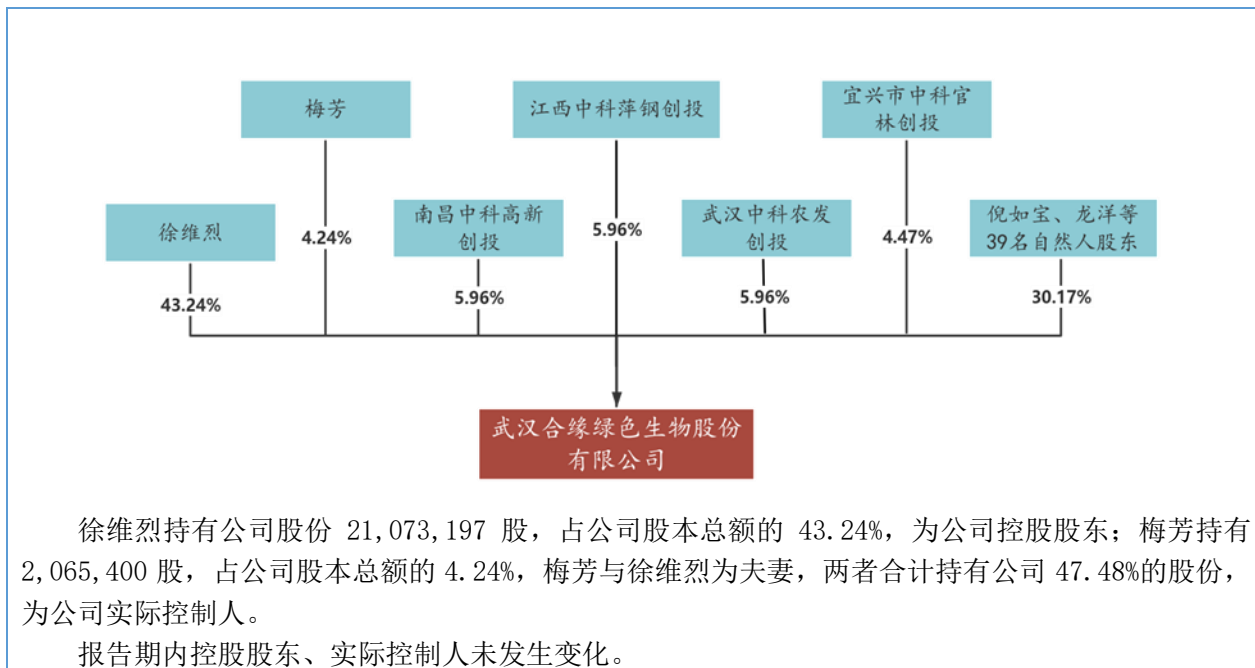 梅芳
江西中科萍钢创投
宜兴市中科官
林创投
徐维烈
4.24%
南昌中科高新
创投
5.96%
武汉中科农发
创投
4.47%
倪如宝、龙洋等
39名自然人股东
43.24%
5.96%
5.96%
30.17%
武汉合缘绿色生物股份
有限公司
徐维烈持有公司股份 21,073,197 股，占公司股本总额的 43.24%，为公司控股股东；梅芳持有
2,065,400 股，占公司股本总额的 4.24%，梅芳与徐维烈为夫妻，两者合计持有公司 47.48%的股份，
为公司实际控制人。
报告期内控股股东、实际控制人未发生变化。